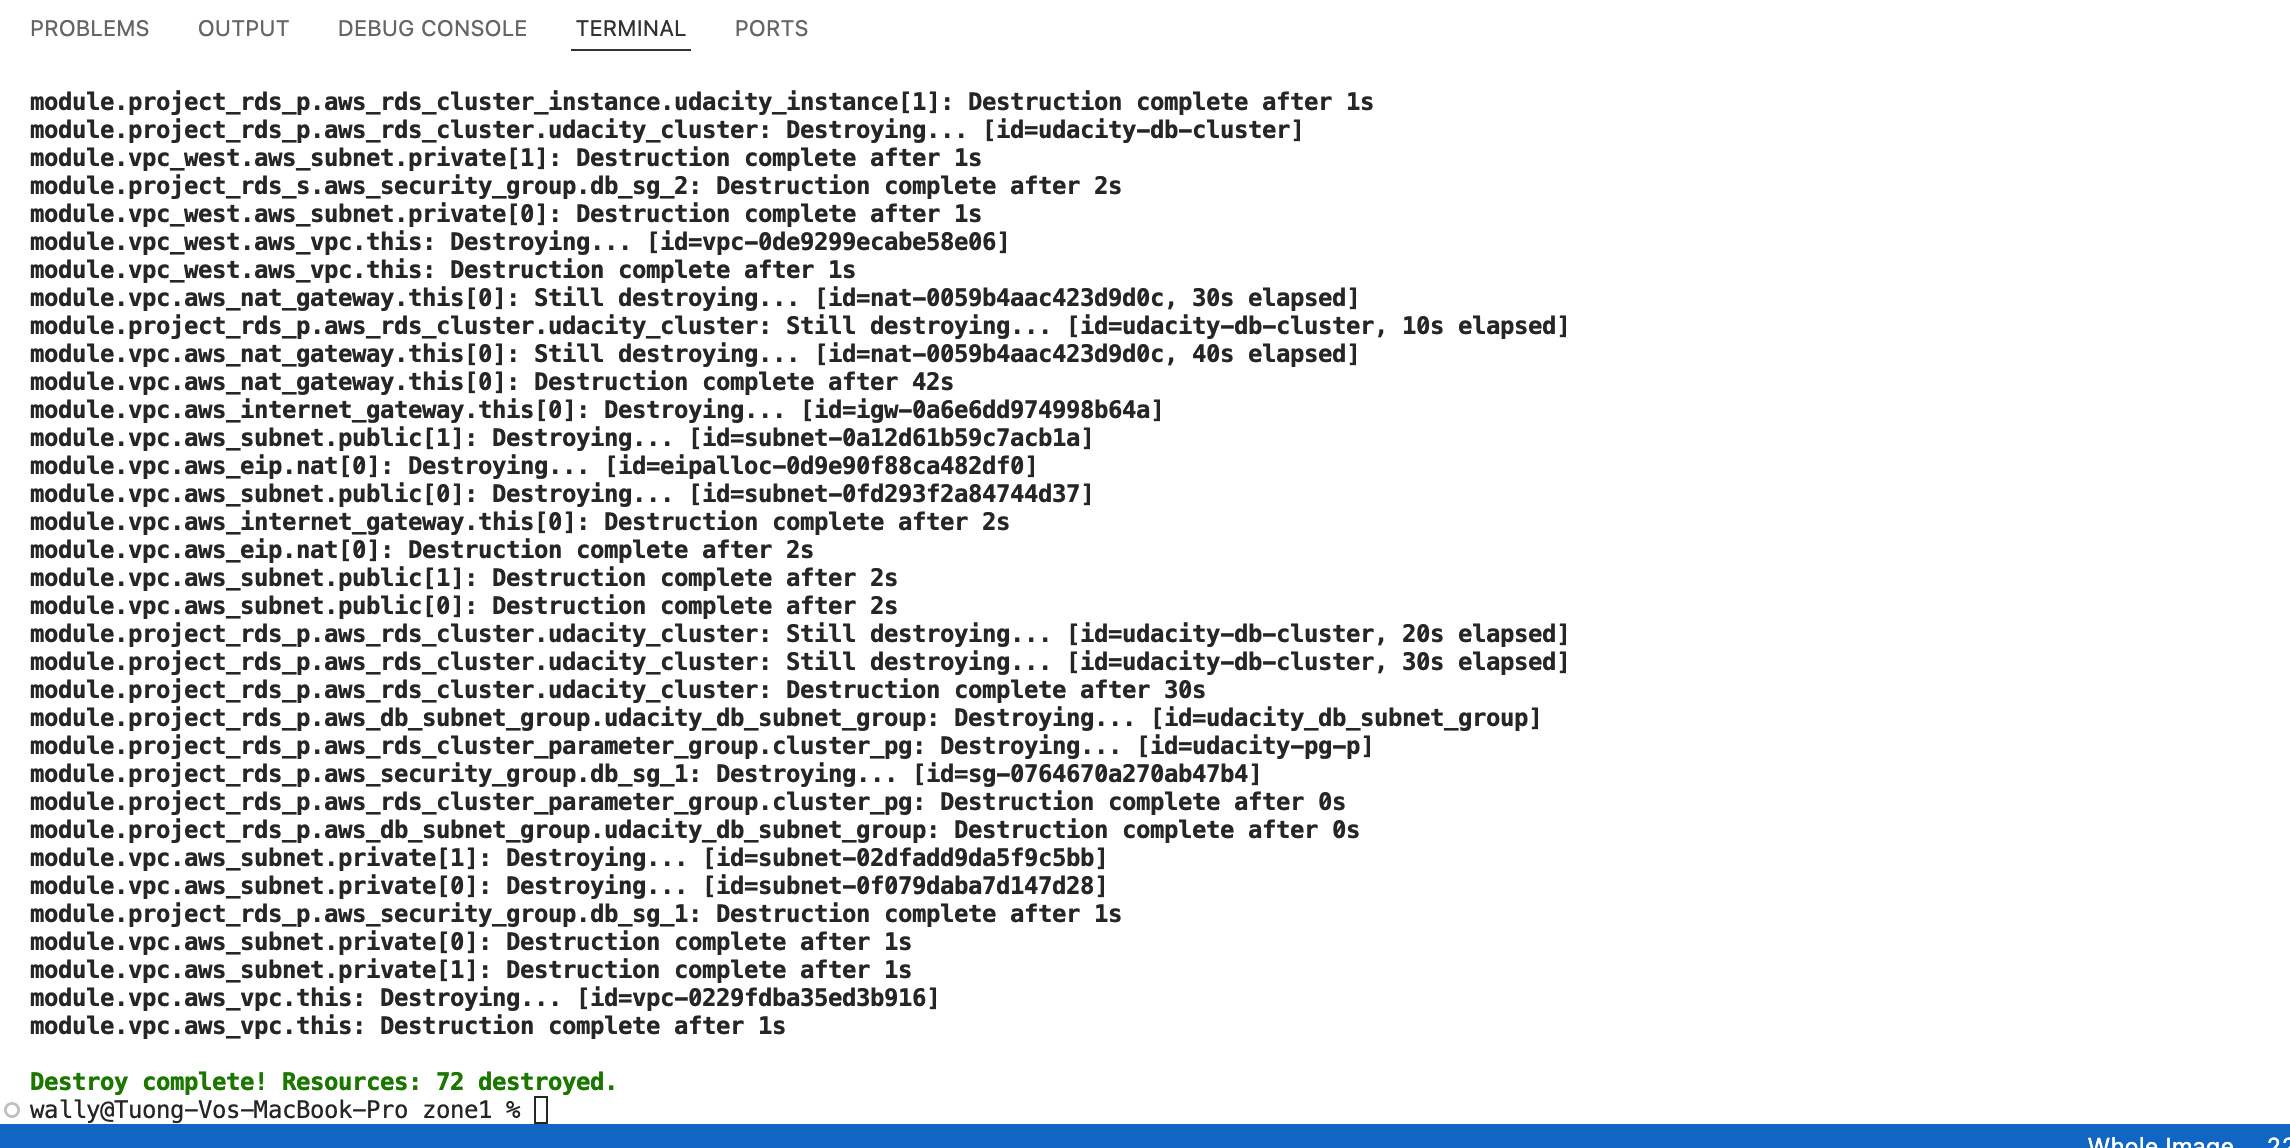 PROBLEMS OUTPUT DEBUG CONSOLE TERMINAL PORTS
module.project_rds_p.aws_rds_cluster_instance.udacity_instance[1]: Destruction complete after 1s
module.project_rds_p.aws_rds_cluster.udacity_cluster: Destroying... [id=udacity-db-cluster]
module.vpc_west.aws_subnet.private[1]: Destruction complete after 1s
module.project_rds_s.aws_security_group.db_sg_2: Destruction complete after 2s
module.vpc_west.aws_subnet.private[0]: Destruction complete after 1s
module.vpc_west.aws_vpc.this: Destroying... [id=vpc-0de9299ecabe58e06]
module.vpc_west.aws_vpc.this: Destruction complete after 1s
module.vpc.aws_nat_gateway.this[0]: Still destroying... [id=nat-0059b4aac423d9d0c, 30s elapsed]
module.project_rds_p.aws_rds_cluster.udacity_cluster: Still destroying... [id=udacity-db-cluster, 10s elapsed]
module.vpc.aws_nat_gateway.this[0]: Still destroying... [id=nat-0059b4aac423d9d0c, 40s elapsed]
module.vpc.aws_nat_gateway.this[0]: Destruction complete after 42s
module.vpc.aws_internet_gateway.this[0]: Destroying... [id=igw-0a6e6dd974998b64a]
module.vpc.aws_subnet.public[1]: Destroying... [id=subnet-0a12d61b59c7acb1a]
module.vpc.aws_eip.nat[0]: Destroying... [id=eipalloc-0d9e90f88ca482df0]
module.vpc.aws_subnet.public[0]: Destroying... [id=subnet-0fd293f2a84744d37]
module.vpc.aws_internet_gateway.this[0]: Destruction complete after 2s
module.vpc.aws_eip.nat[0]: Destruction complete after 2s
module.vpc.aws_subnet.public[1]: Destruction complete after 2s
module.vpc.aws_subnet.public[0]: Destruction complete after 2s
module.project_rds_p.aws_rds_cluster.udacity_cluster: Still destroying... [id=udacity-db-cluster, 20s elapsed]
module.project_rds_p.aws_rds_cluster.udacity_cluster: Still destroying... [id=udacity-db-cluster, 30s elapsed]
module.project_rds_p.aws_rds_cluster.udacity_cluster: Destruction complete after 30s
module.project_rds_p.aws_db_subnet_group.udacity_db_subnet_group: Destroying... [id=udacity_db_subnet_group]
module.project_rds_p.aws_rds_cluster_parameter_group.cluster_pg: Destroying... [id=udacity-pg-p]
module.project_rds_p.aws_security_group.db_sg_1: Destroying... [id=sg-0764670a270ab47b4]
module.project_rds_p.aws_rds_cluster_parameter_group.cluster_pg: Destruction complete after 0s
module.project_rds_p.aws_db_subnet_group.udacity_db_subnet_group: Destruction complete after 0s
module.vpc.aws_subnet.private[1]: Destroying... [id=subnet-02dfadd9da5f9c5bb]
module.vpc.aws_subnet.private[0]: Destroying... [id=subnet-0f079daba7d147d28]
module.project_rds_p.aws_security_group.db_sg_1: Destruction complete after 1s
module.vpc.aws_subnet.private[0]: Destruction complete after 1s
module.vpc.aws_subnet.private[1]: Destruction complete after 1s
module.vpc.aws_vpc.this: Destroying... [id=vpc-0229fdba35ed3b916]
module.vpc.aws_vpc.this: Destruction complete after 1s
Destroy complete! Resources: 72 destroyed.
wally@Tuong-Vos-MacBook-Pro zone1 %
Whole Image